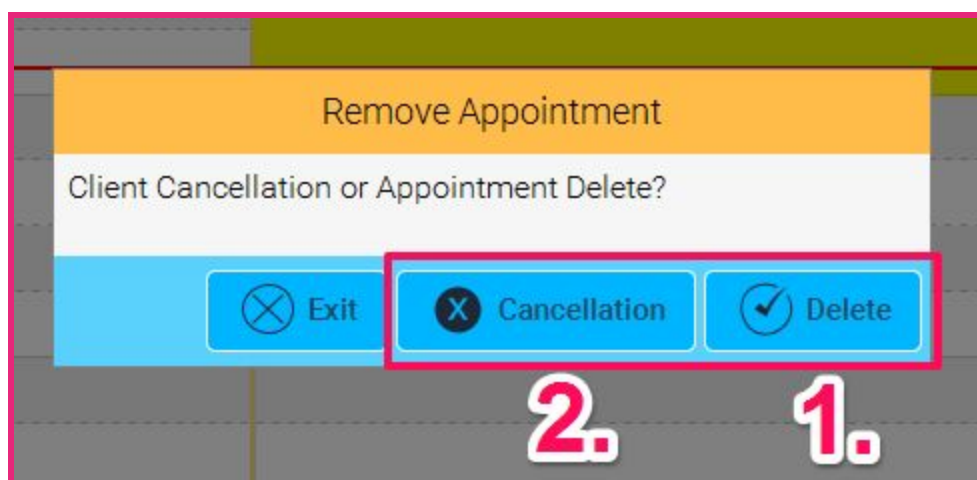 Remove Appointment
Client Cancellation or Appointment Delete?
Exit X Cancellation Delete
2. 1.